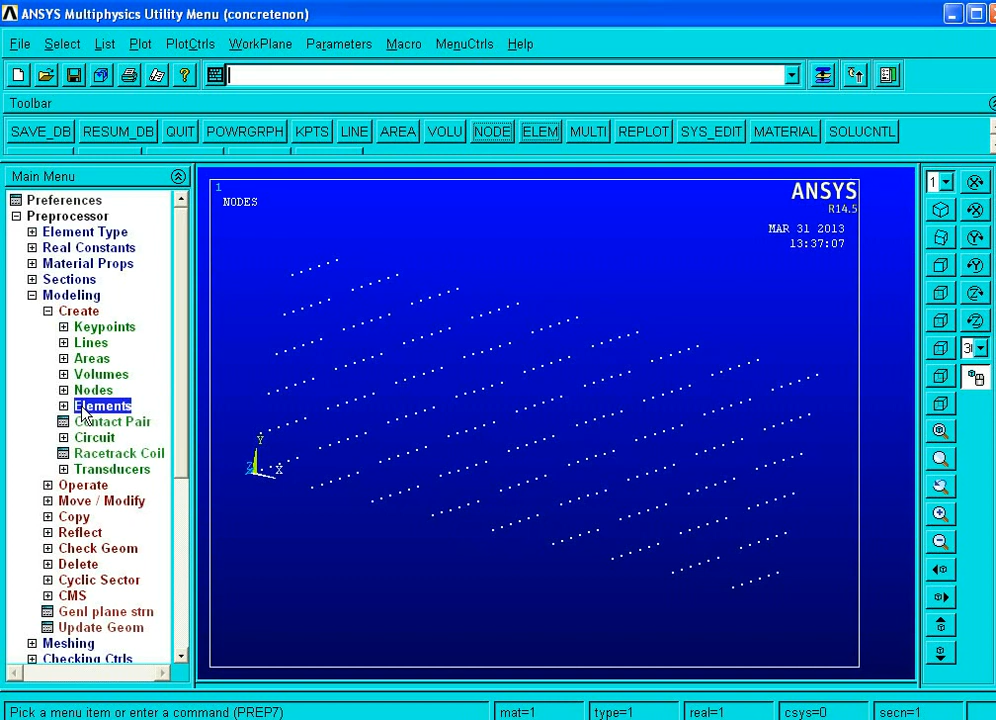 ANSYS Multiphysics Utility Menu (concretenon)
File Select List Plot PlotCtrls WorkPlane Parameters Macro MenuCtrls Help
Toolbar
SAVE_DB RESUM_DB QUIT POWRGRPH KPTS LINE AREA VOLU NODE ELEM MULTI REPLOT SYS_EDIT MATERIAL SOLUCNTL
Main Menu
Preferences
Preprocessor
Element Type
Real Constants
Material Props
Sections
Modeling
Create
Keypoints
Lines
Areas
Volumes
Nodes
Elements
Contact Pair
Circuit
Racetrack Coil
Transducers
Operate
Move / Modify
Copy
Reflect
Check Geom
Delete
Cyclic Sector
CMS
Genl plane strn
Update Geom
Meshing
Checking Ctrls
1
NODES
ANSYS
R14.5
MAR 31 2013
13:37:07
Y
Z X
1
Pick a menu item or enter a command (PREP7) mat=1 type=1 real=1 csys=0 secn=1